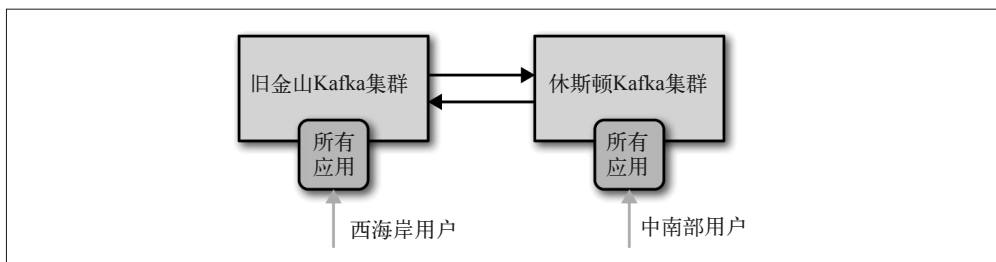 旧金山Kafka集群
休斯顿Kafka集群
所有
应用
所有
应用
西海岸用户
中南部用户